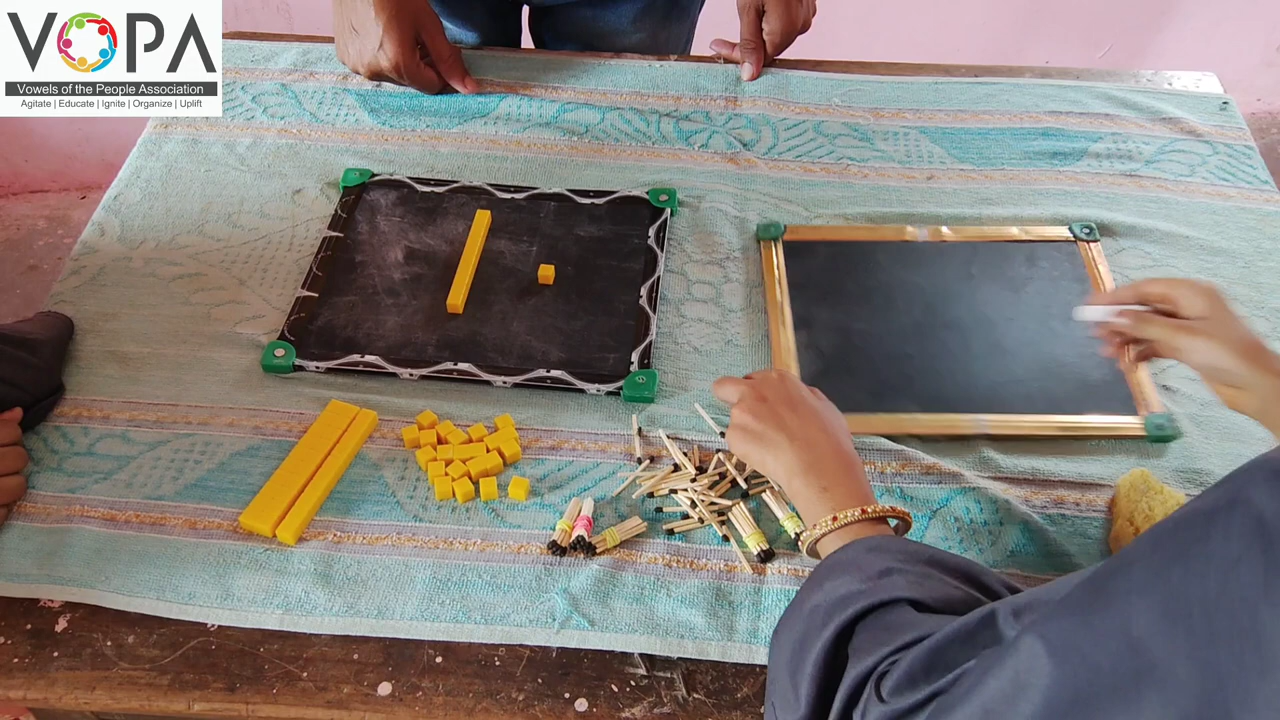 VOPA
Vowels of the People Association
Agitate | Educate | Ignite | Organize | Uplift